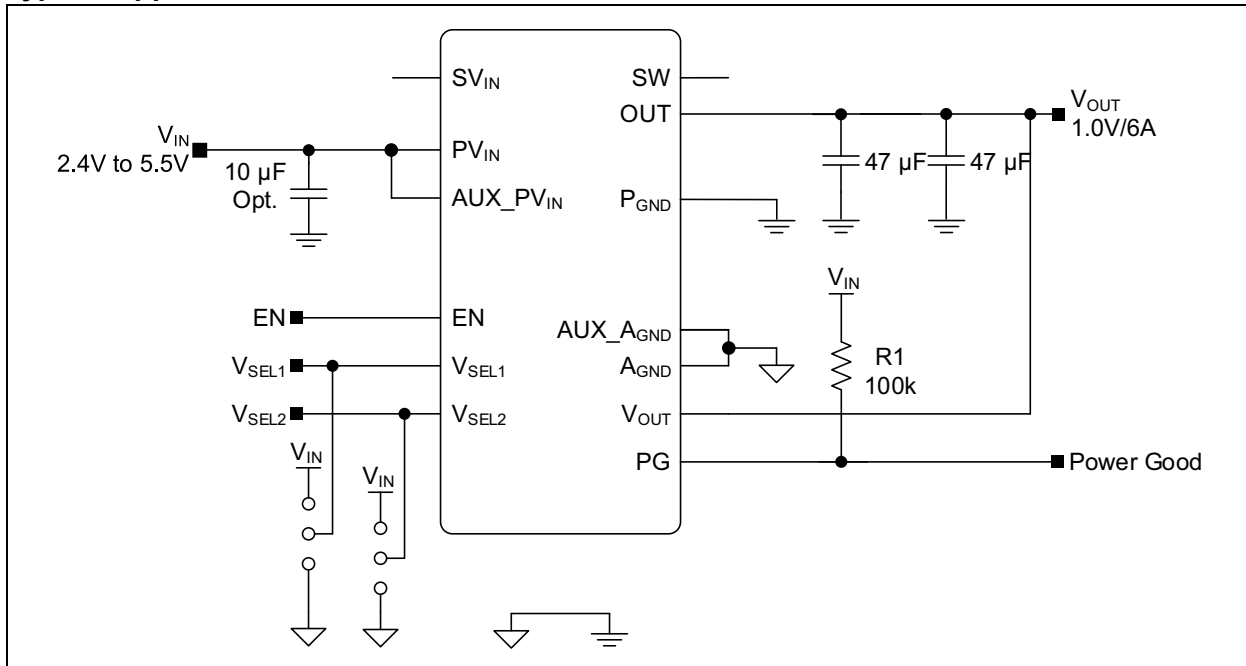 SVIN
SW
OUT
VOUT
1.0V/6A
VIN
2.4V to 5.5V
PVIN
10 µF
Opt.
47 µF
47 µF
AUX_PVIN
PGND
VIN
EN
EN
AUX_AGND
R1
100k
VSEL1
VSEL1
AGND
VSEL2
VSEL2
VOUT
VIN
VIN
PG
Power Good